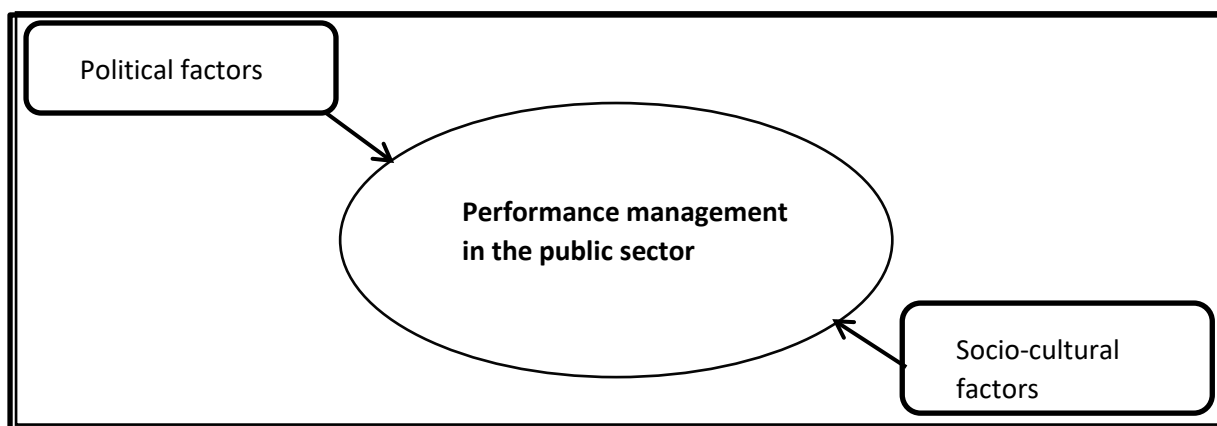 Political factors
Performance management
in the public sector
Socio-cultural
factors